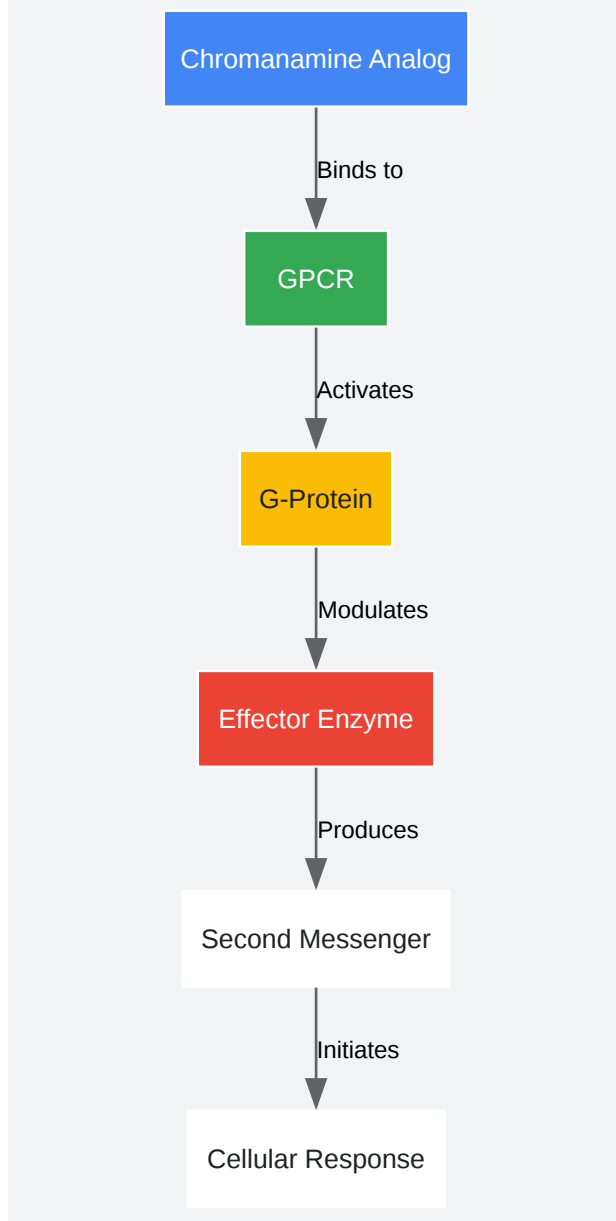 Chromanamine Analog
Binds to
GPCR
Activates
G-Protein
Modulates
Effector Enzyme
Produces
Second Messenger
Initiates
Cellular Response